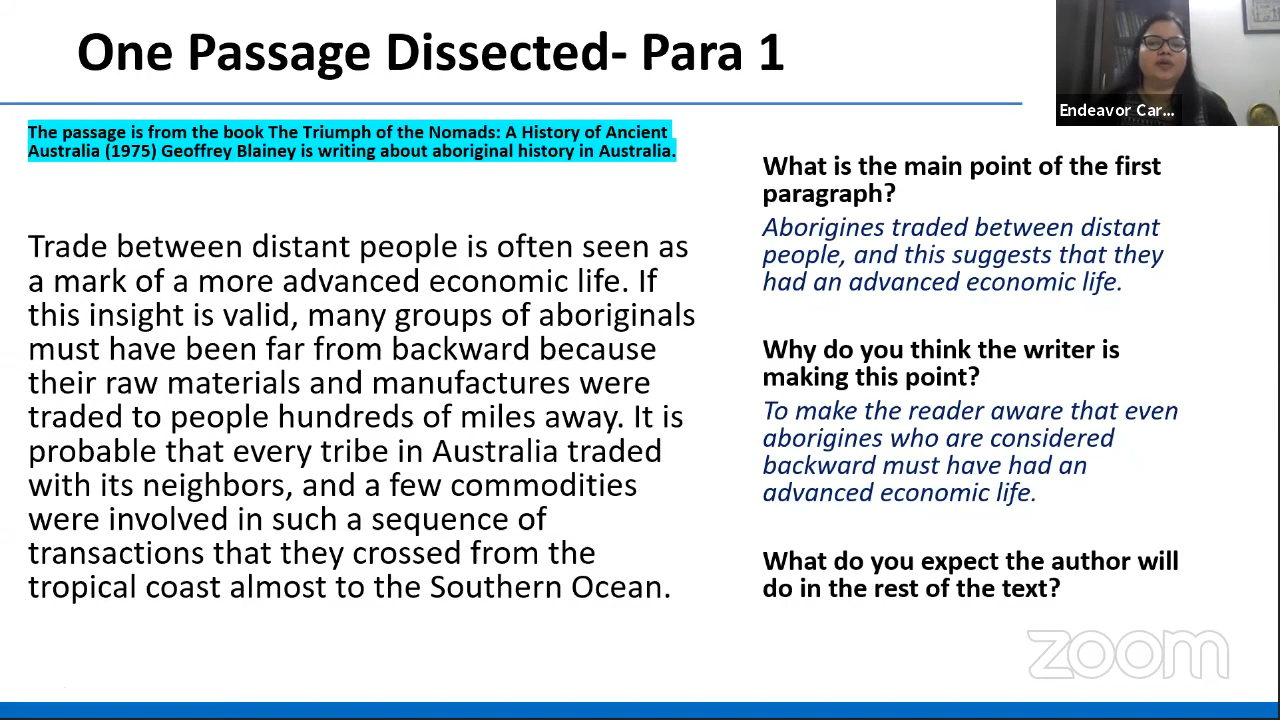 One Passage Dissected- Para 1
Endeavor Car...
The passage is from the book The Triumph of the Nomads: A History of Ancient
Australia (1975) Geoffrey Blainey is writing about aboriginal history in Australia.
Trade between distant people is often seen as
a mark of a more advanced economic life. If
this insight is valid, many groups of aboriginals
must have been far from backward because
their raw materials and manufactures were
traded to people hundreds of miles away. It is
probable that every tribe in Australia traded
with its neighbors, and a few commodities
were involved in such a sequence of
transactions that they crossed from the
tropical coast almost to the Southern Ocean.
What is the main point of the first
paragraph?
Aborigines traded between distant
people, and this suggests that they
had an advanced economic life.
Why do you think the writer is
making this point?
To make the reader aware that even
aborigines who are considered
backward must have had an
advanced economic life.
What do you expect the author will
do in the rest of the text?
zoom